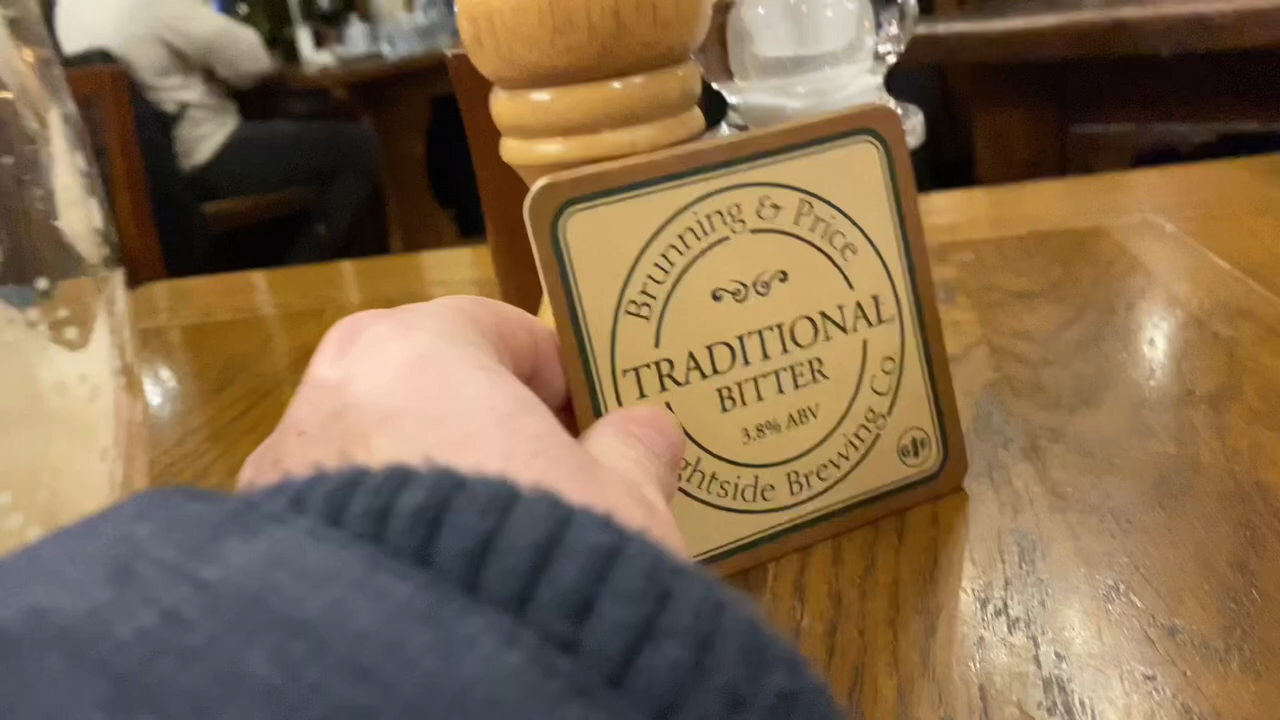 Brunning & Price
TRADITIONAL
BITTER
3.8% ABV
ghtside Brewing Co